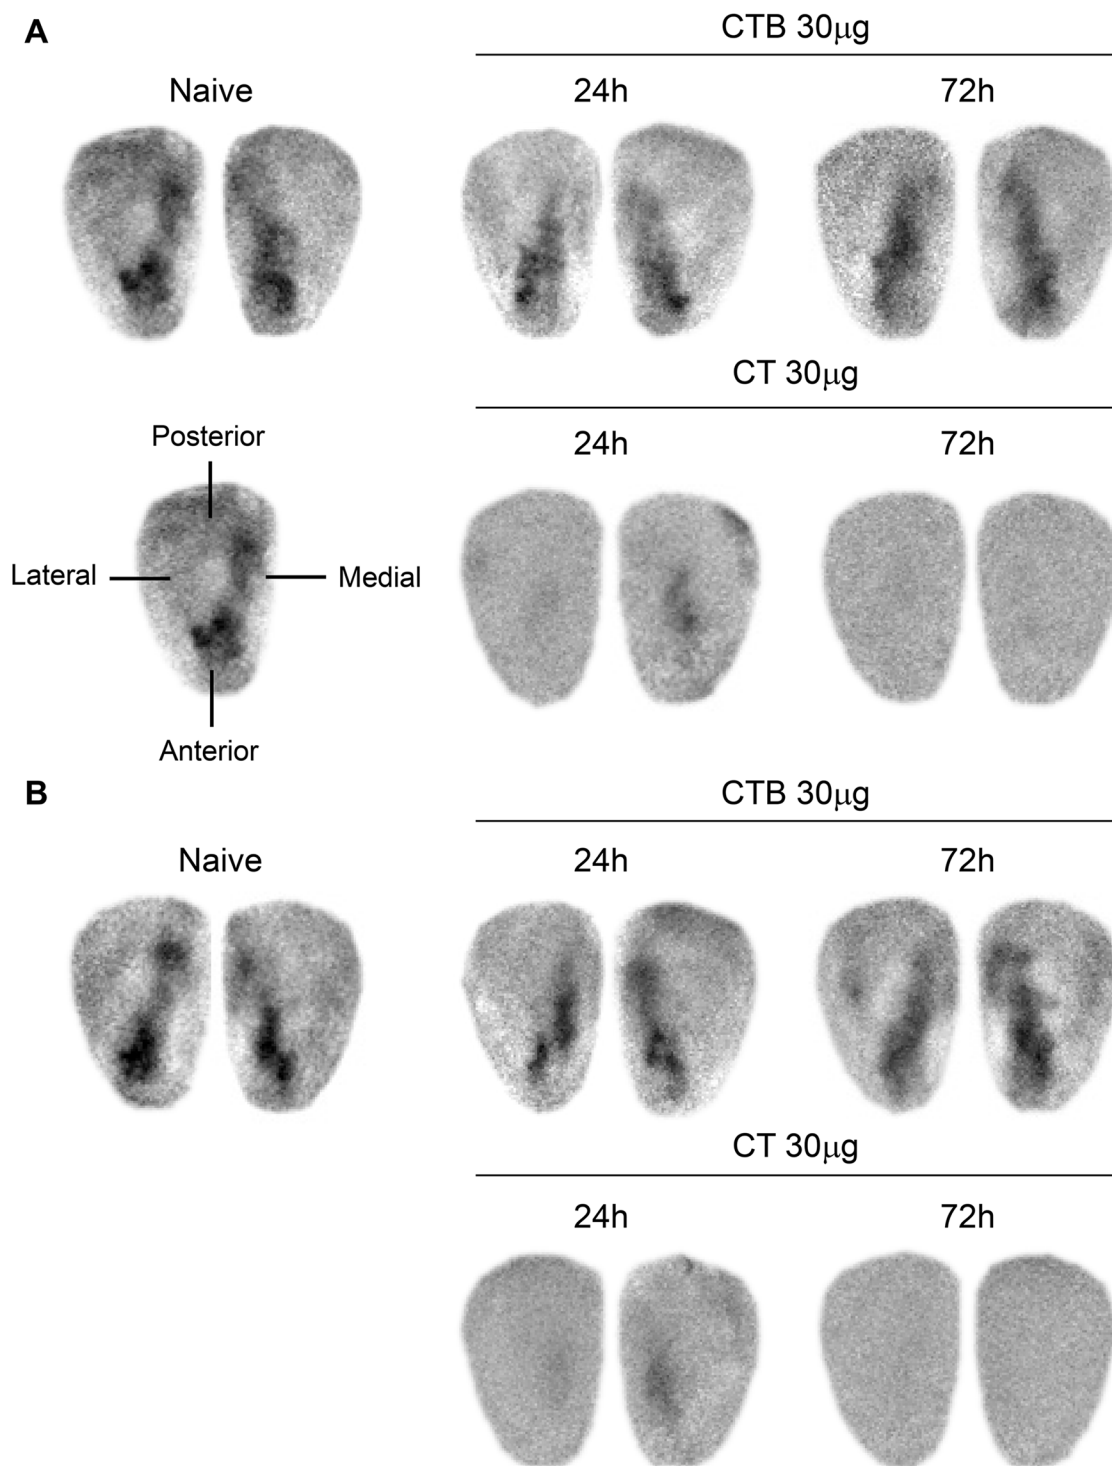 A
CTB 30μg
Naive
24h
72h
CT 30μg
24h
72h
Posterior
Lateral
Medial
Anterior
B
CTB 30μg
Naive
24h
72h
CT 30μg
24h
72h